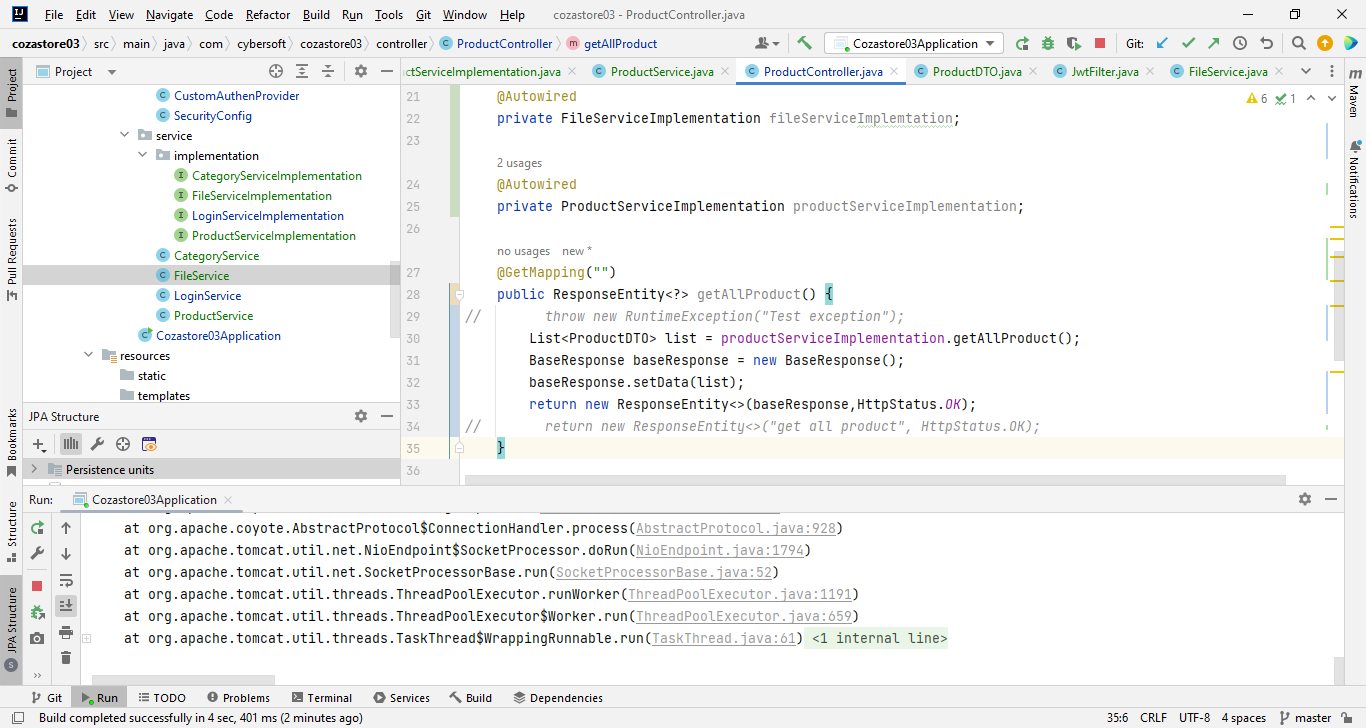 File Edit View Navigate Code Refactor Build Run Tools Git Window Help cozastore03 - ProductController.java
cozastore03 src main java com cybersoft cozastore03 controller ProductController getAllProduct Cozastore03Application Git:
Project
ctServiceImplementation.java ProductService.java ProductController.java ProductDTO.java JwtFilter.java FileService.java
CustomAuthenProvider
SecurityConfig
service
implementation
CategoryServiceImplementation
FileServiceImplementation
LoginServiceImplementation
ProductServiceImplementation
CategoryService
FileService
LoginService
ProductService
Cozastore03Application
resources
static
templates
JPA Structure
Persistence units
6 1
21 @Autowired
22 private FileServiceImplementation fileServiceImplemtation;
23
2 usages
24 @Autowired
25 private ProductServiceImplementation productServiceImplementation;
26
no usages new *
27 @GetMapping("")
28 public ResponseEntity<?> getAllProduct() {
29 // throw new RuntimeException("Test exception");
30 List<ProductDTO> list = productServiceImplementation.getAllProduct();
31 BaseResponse baseResponse = new BaseResponse();
32 baseResponse.setData(list);
33 return new ResponseEntity<>(baseResponse,HttpStatus.OK);
34 // return new ResponseEntity<>("get all product", HttpStatus.OK);
35 }
36
Project
Commit
Pull Requests
Bookmarks
Structure
JPA Structure
Maven
Notifications
Run: Cozastore03Application
at org.apache.coyote.AbstractProtocol$ConnectionHandler.process(AbstractProtocol.java:928)
at org.apache.tomcat.util.net.NioEndpoint$SocketProcessor.doRun(NioEndpoint.java:1794)
at org.apache.tomcat.util.net.SocketProcessorBase.run(SocketProcessorBase.java:52)
at org.apache.tomcat.util.threads.ThreadPoolExecutor.runWorker(ThreadPoolExecutor.java:1191)
at org.apache.tomcat.util.threads.ThreadPoolExecutor$Worker.run(ThreadPoolExecutor.java:659)
at org.apache.tomcat.util.threads.TaskThread$WrappingRunnable.run(TaskThread.java:61) <1 internal line>
Git Run TODO Problems Terminal Services Build Dependencies
Build completed successfully in 4 sec, 401 ms (2 minutes ago) 35:6 CRLF UTF-8 4 spaces master